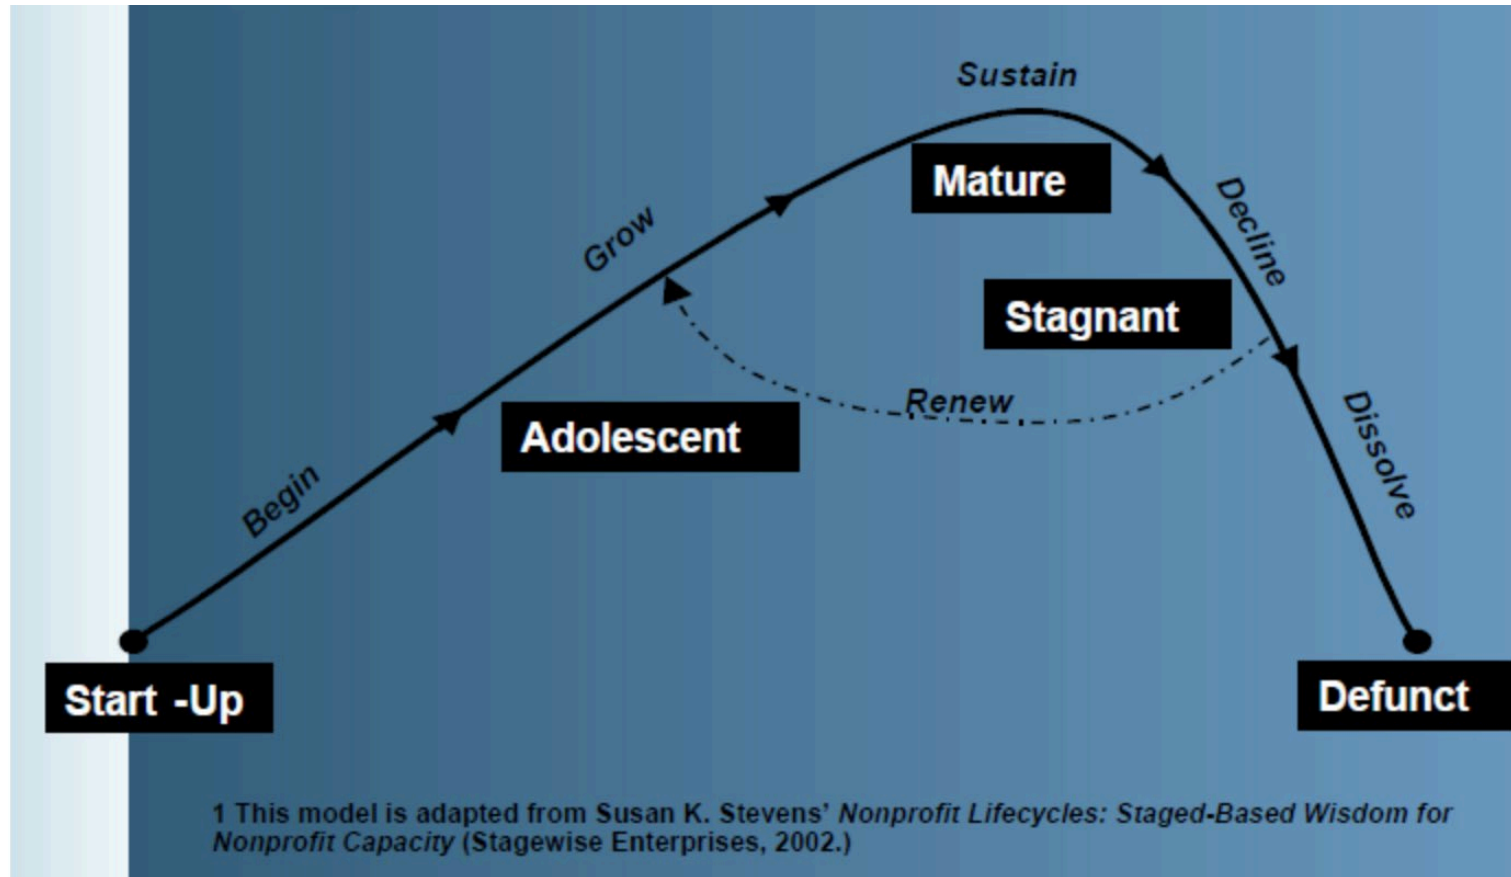 Sustain
Mature
Decline
Grow
Stagnant
Renew
Adolescent
Dissolve
Begin
Start -Up
Defunct
1 This model is adapted from Susan K. Stevens’ Nonprofit Lifecycles: Staged-Based Wisdom for
Nonprofit Capacity (Stagewise Enterprises, 2002.)